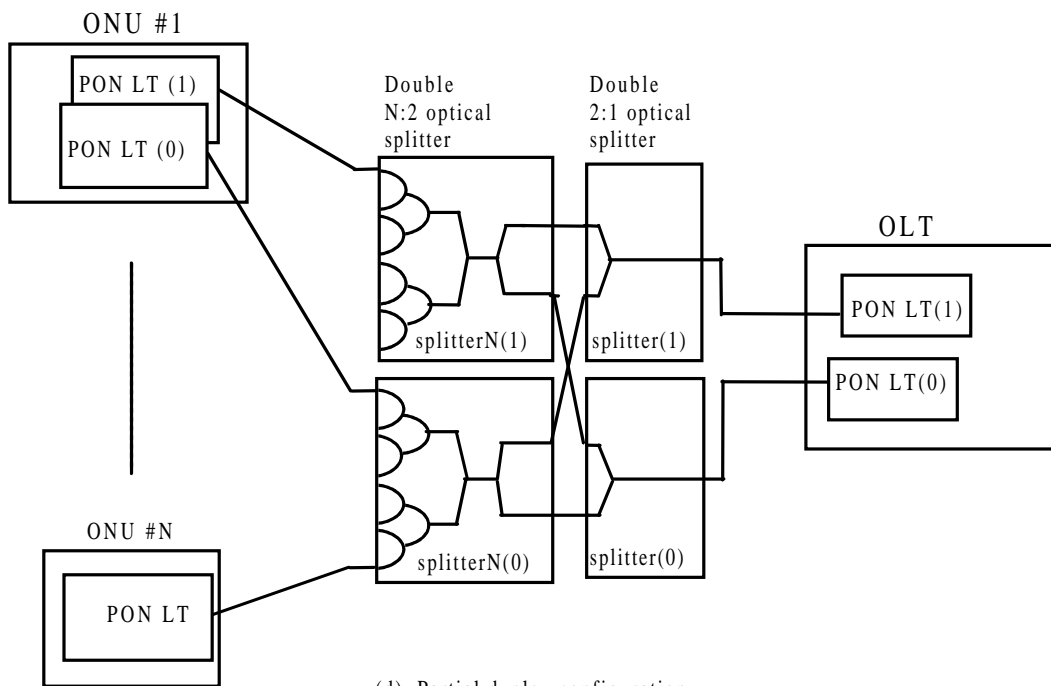 ONU #1
PON LT (1)
PON LT (0)
Double
N:2 optical
splitter
Double
2:1 optical
splitter
splitterN(1)
splitter(1)
OLT
PON LT(1)
PON LT(0)
ONU #N
PON LT
splitterN(0)
splitter(0)